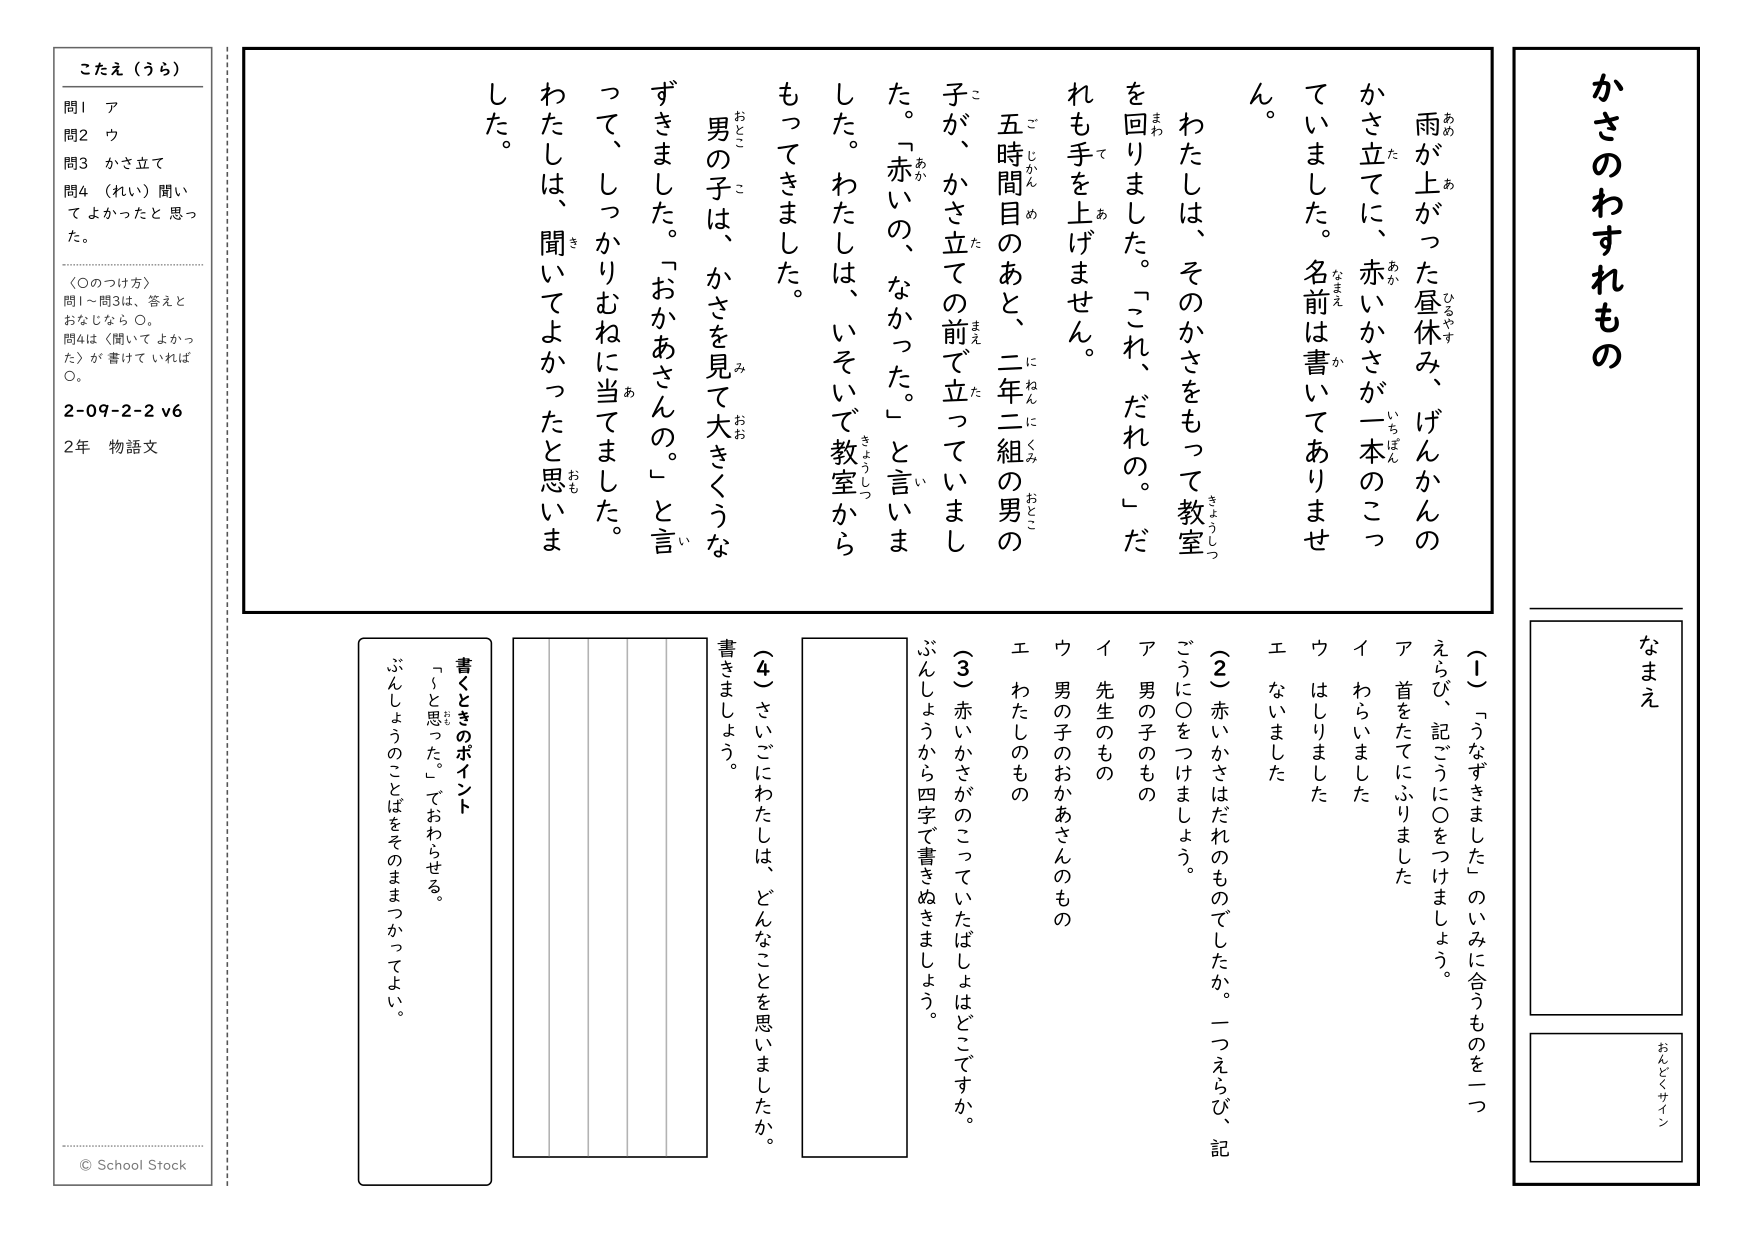 かさのわすれもの
なまえ
おんどくサイン
雨が上がった昼休み、げんかんの
かさ立てに、赤いかさが一本のこっ
ていました。名前は書いてありませ
ん。
わたしは、そのかさをもって教室
を回りました。「これ、だれの。」だ
れも手を上げません。
五時間目のあと、二年二組の男の
子が、かさ立ての前で立っていまし
た。「赤いの、なかった。」と言いま
した。わたしは、いそいで教室から
もってきました。
男の子は、かさを見て大きくうな
ずきました。「おかあさんの。」と言
って、しっかりむねに当てました。
わたしは、聞いてよかったと思いま
した。
(1)「うなずきました」のいみに合うものを一つ
えらび、記ごうに○をつけましょう。
ア 首をたてにふりました
イ わらいました
ウ はしりました
エ ないました
(2)赤いかさはだれのものでしたか。一つえらび、記
ごうに○をつけましょう。
ア 男の子のもの
イ 先生のもの
ウ 男の子のおかあさんのもの
エ わたしのもの
(3)赤いかさがのこっていたばしょはどこですか。
ぶんしょうから四字で書きぬきましょう。
(4)さいごにわたしは、どんなことを思いましたか。
書きましょう。
書くときのポイント
「〜と思った。」でおわらせる。
ぶんしょうのことばをそのままつかってよい。
こたえ(うら)
問1 ア
問2 ウ
問3 かさ立て
問4 (れい)聞い
て よかったと 思っ
た。
〈○のつけ方〉
問1〜問3は、答えと
おなじなら ○。
問4は〈聞いて よかっ
た〉が 書けて いれば
○。
2-09-2-2 v6
2年 物語文
© School Stock